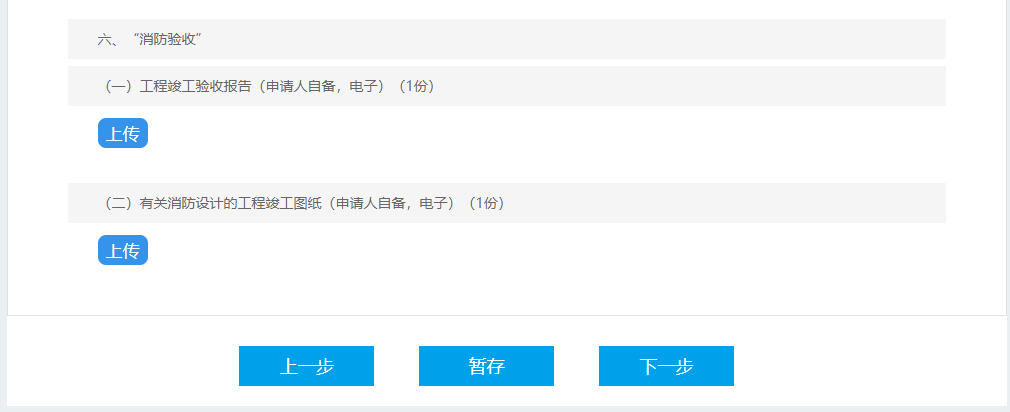 六、“消防验收”
（一）工程竣工验收报告（申请人自备，电子）（1份）
上传
（二）有关消防设计的工程竣工图纸（申请人自备，电子）（1份）
上传
上一步 暂存 下一步